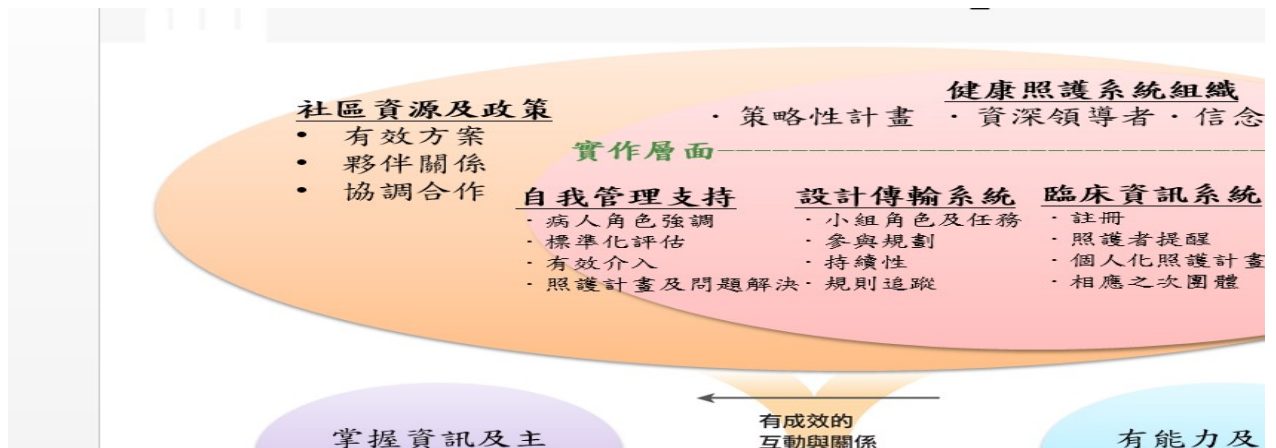 社區資源及政策
• 有效方案
• 夥伴關係
• 協調合作
健康照護系統組織
·策略性計畫 ·資深領導者·信念
實作層面
自我管理支持
·病人角色強調
·標準化評估
·有效介入
·照護計畫及問題解決
設計傳輸系統
·小組角色及任務
·參與規劃
·持續性
·規則追蹤
臨床資訊系統
·註冊
·照護者提醒
·個人化照護計畫
·相應之次團體
有成效的
互動與關係
掌握資訊及主
有能力及